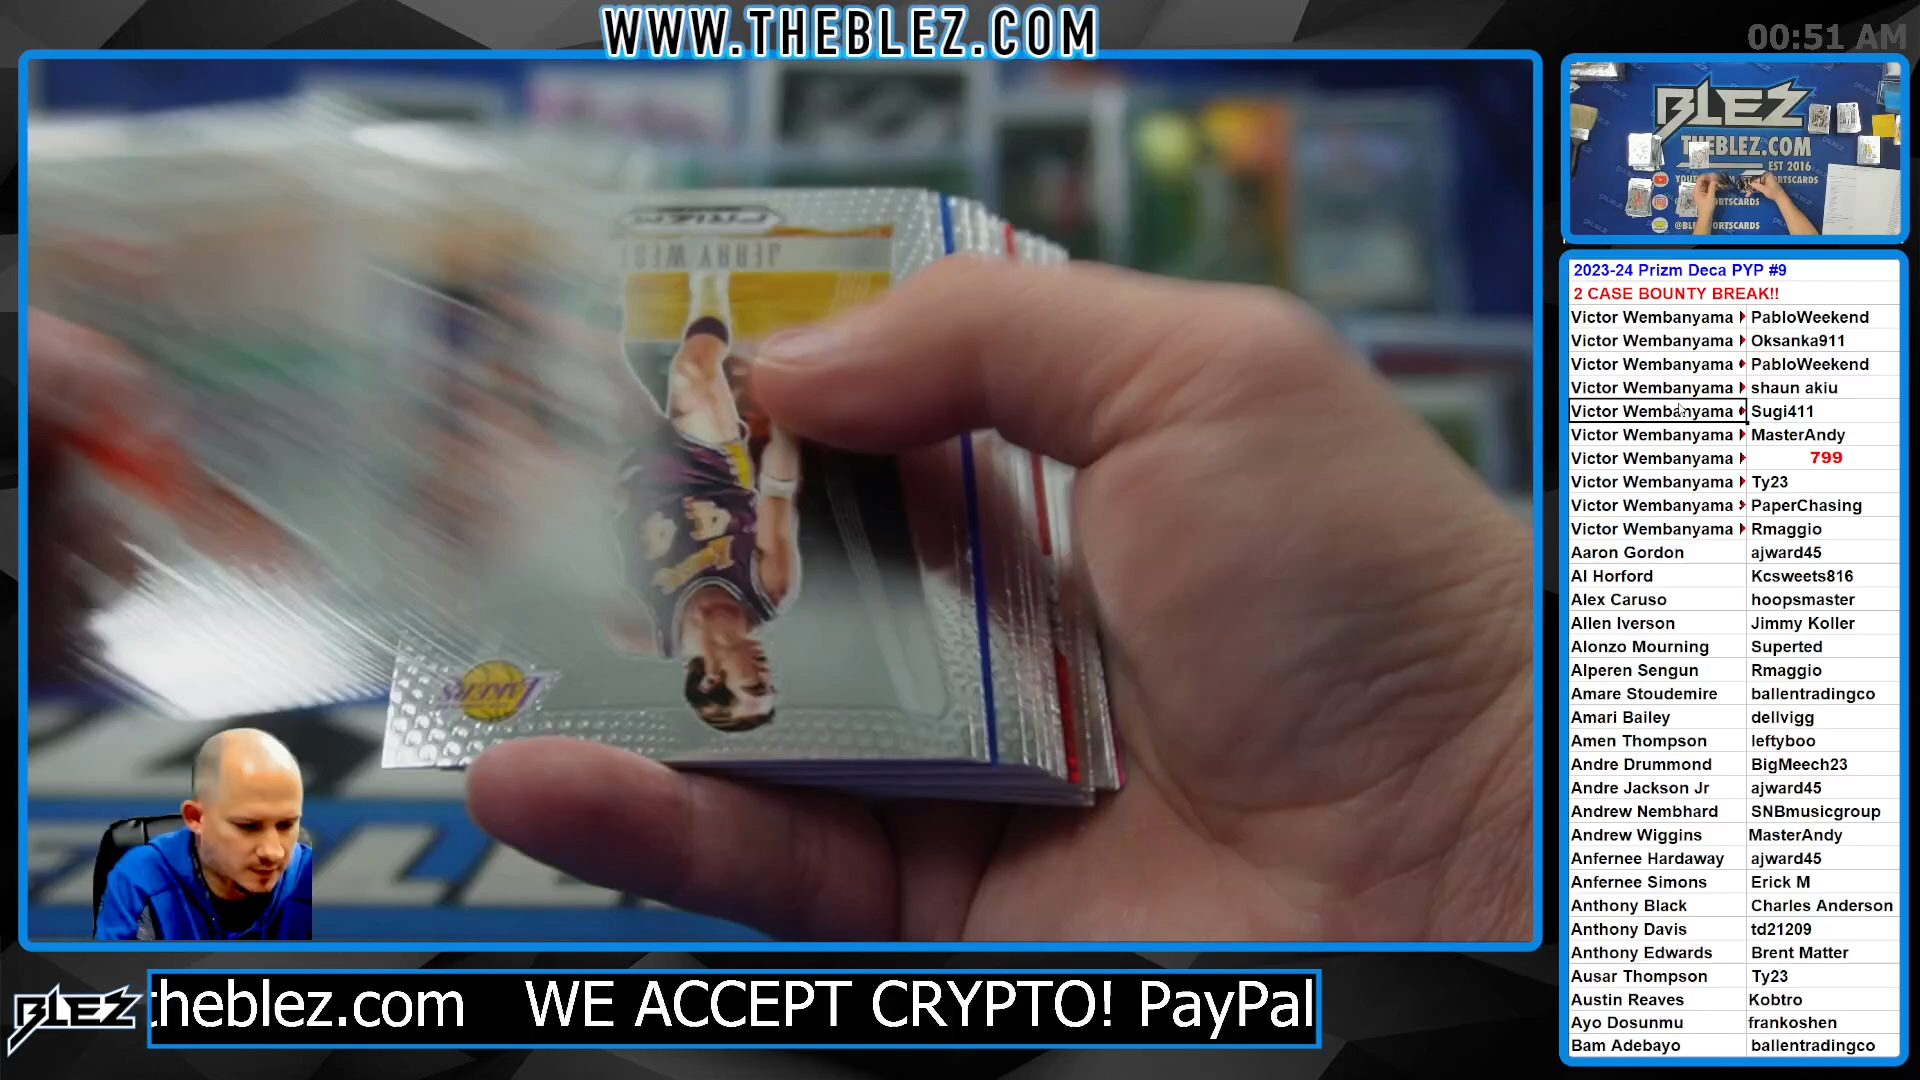 WWW.THEBLEZ.COM
00:51 AM
BLEZ
THEBLEZ.COM
EST 2016
PRIZM
JERRY WEST
44
LAKERS
2023-24 Prizm Deca PYP #9
2 CASE BOUNTY BREAK!!
Victor Wembanyama PabloWeekend
Victor Wembanyama Oksanka911
Victor Wembanyama PabloWeekend
Victor Wembanyama shaun akiu
Victor Wembanyama Sugi411
Victor Wembanyama MasterAndy
Victor Wembanyama 799
Victor Wembanyama Ty23
Victor Wembanyama PaperChasing
Victor Wembanyama Rmaggio
Aaron Gordon ajward45
Al Horford Kcsweets816
Alex Caruso hoopsmaster
Allen Iverson Jimmy Koller
Alonzo Mourning Superted
Alperen Sengun Rmaggio
Amare Stoudemire ballentradingco
Amari Bailey dellvigg
Amen Thompson leftyboo
Andre Drummond BigMeech23
Andre Jackson Jr ajward45
Andrew Nembhard SNBmusicgroup
Andrew Wiggins MasterAndy
Anfernee Hardaway ajward45
Anfernee Simons Erick M
Anthony Black Charles Anderson
Anthony Davis td21209
Anthony Edwards Brent Matter
Ausar Thompson Ty23
Austin Reaves Kobtro
Ayo Dosunmu frankoshen
Bam Adebayo ballentradingco
BLEZ
theblez.com WE ACCEPT CRYPTO! PayPal